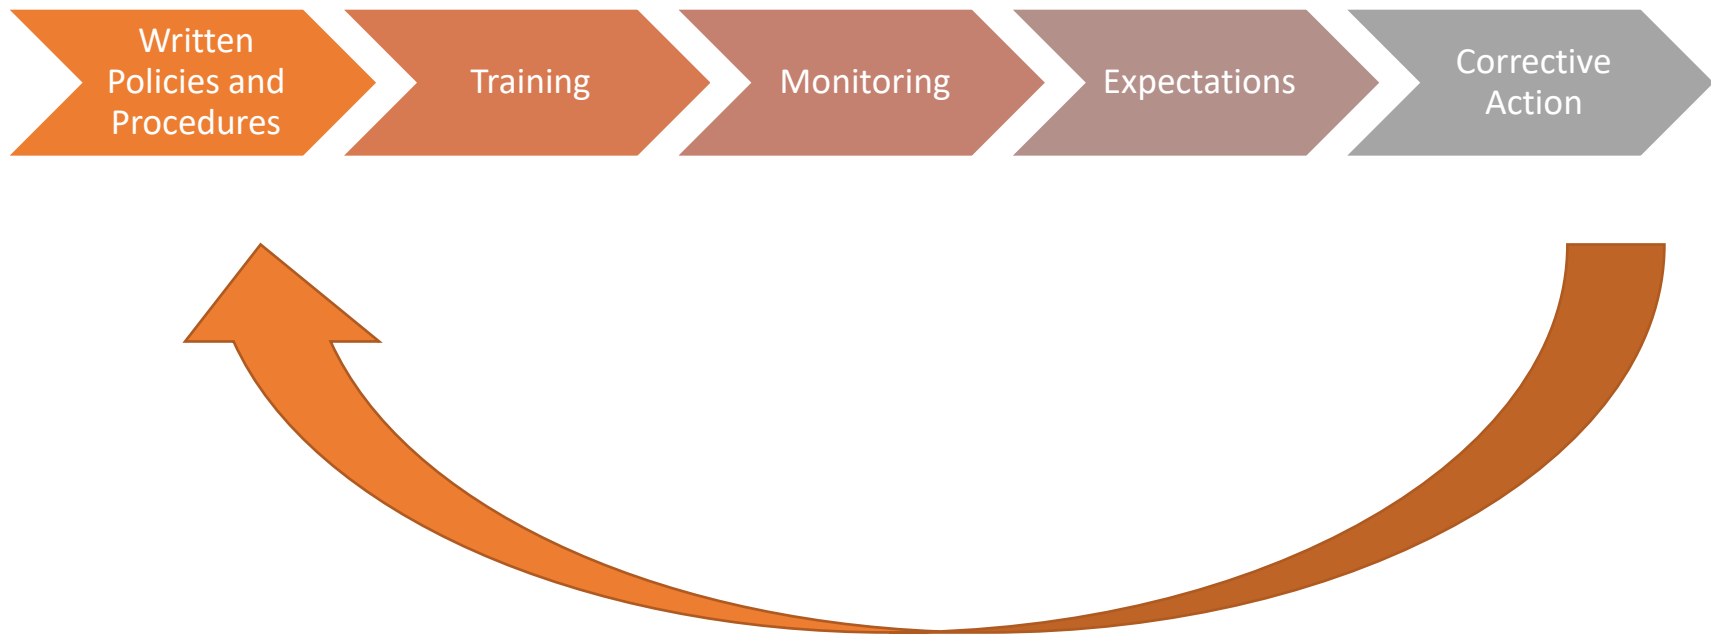 Written
Policies and
Procedures
Training
Monitoring
Expectations
Corrective
Action